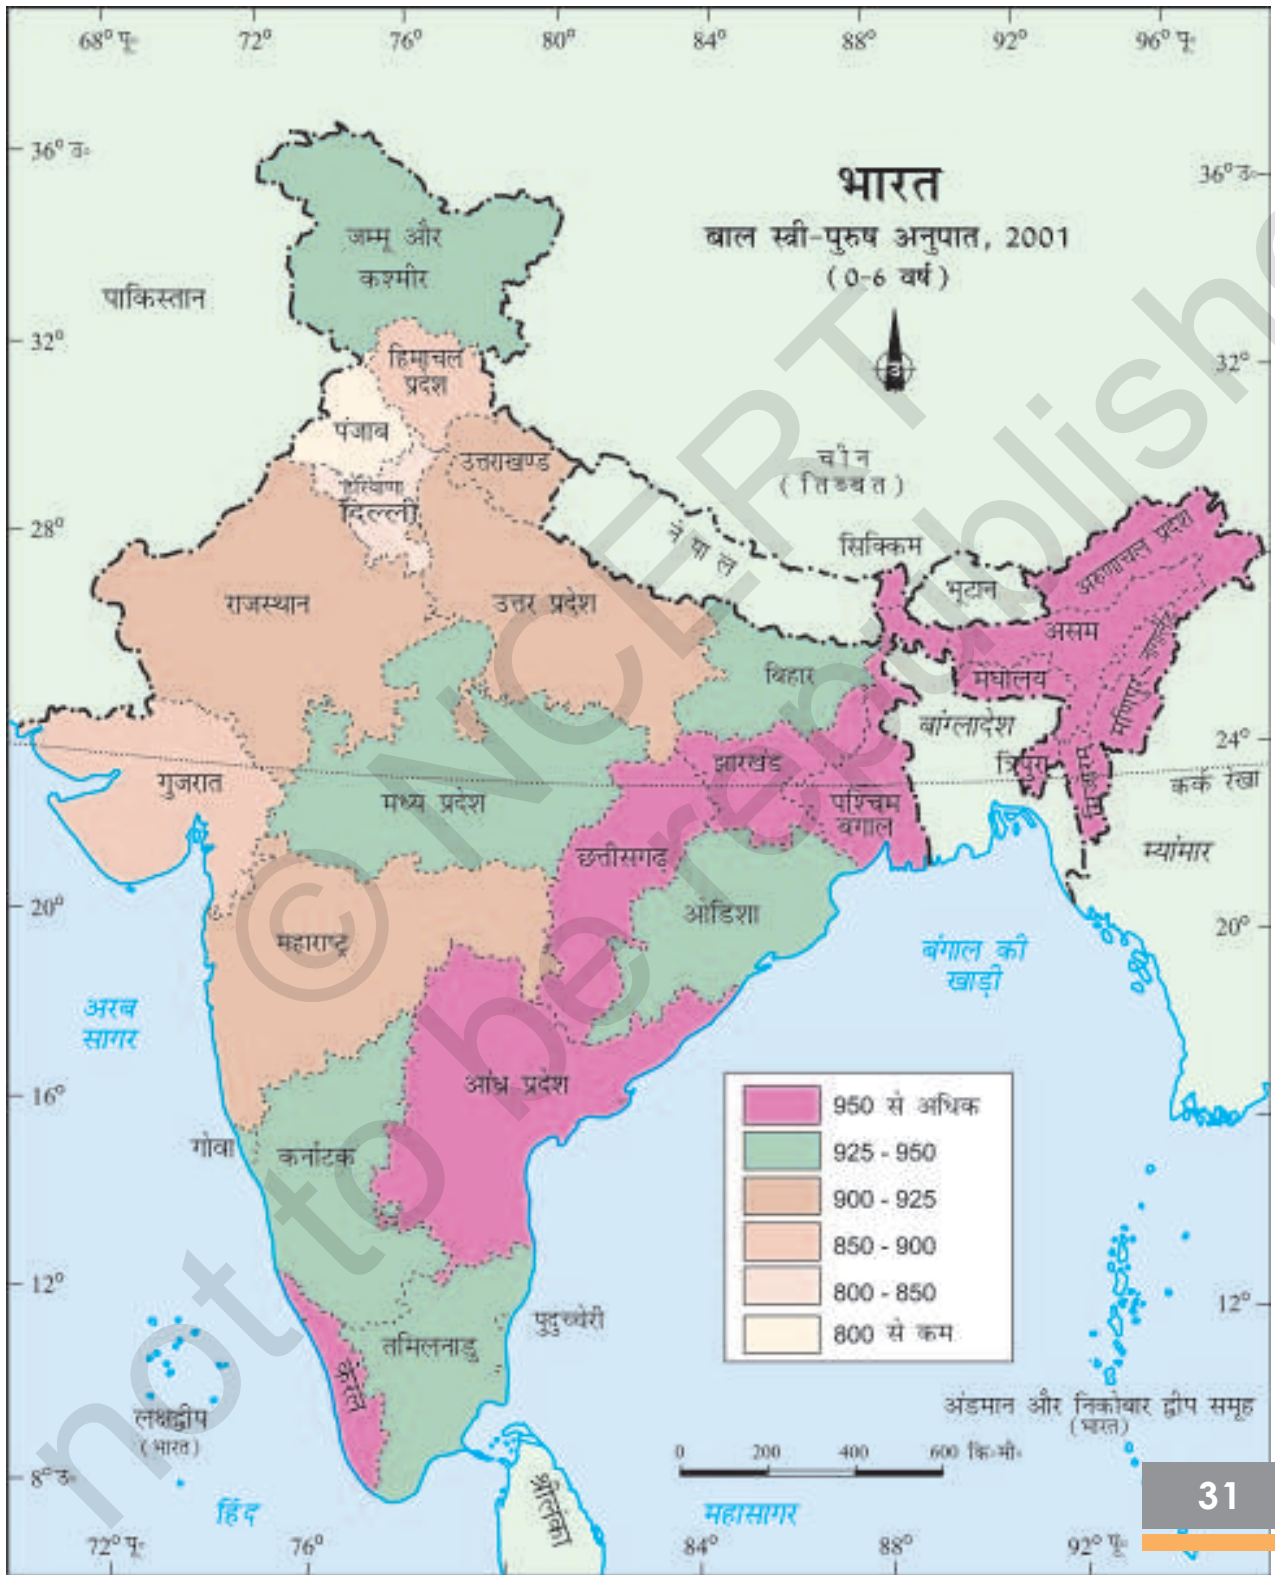 68° पू॰ 72° 76° 80° 84° 88° 92° 96° पू॰
36° उ॰
36° उ॰
भारत
बाल स्त्री-पुरुष अनुपात, 2001
(0-6 वर्ष)
जम्मू और
कश्मीर
पाकिस्तान
32°
32°
हिमाचल
प्रदेश
उ
पंजाब
उत्तराखण्ड
चीन
(तिब्बत)
हरियाणा
दिल्ली
28°
नेपाल
सिक्किम
भूटान
अरुणाचल प्रदेश
राजस्थान
उत्तर प्रदेश
असम
नागालैंड
बिहार
मेघालय
मणिपुर
बांग्लादेश
24°
झारखंड
त्रिपुरा
मिज़ोरम
कर्क रेखा
गुजरात
मध्य प्रदेश
पश्चिम
बंगाल
म्यांमार
छत्तीसगढ़
20°
ओडिशा
20°
महाराष्ट्र
बंगाल की
खाड़ी
अरब
सागर
आंध्र प्रदेश
16°
गोवा
कर्नाटक
950 से अधिक
925 - 950
900 - 925
850 - 900
800 - 850
800 से कम
12°
12°
पुदुच्चेरी
तमिलनाडु
केरल
लक्षद्वीप
(भारत)
अंडमान और निकोबार द्वीप समूह
(भारत)
0 200 400 600 कि॰मी॰
8° उ॰
श्रीलंका
हिंद
महासागर
31
72° पू॰ 76° 84° 88° 92° पू॰
© NCERT
not to be republished